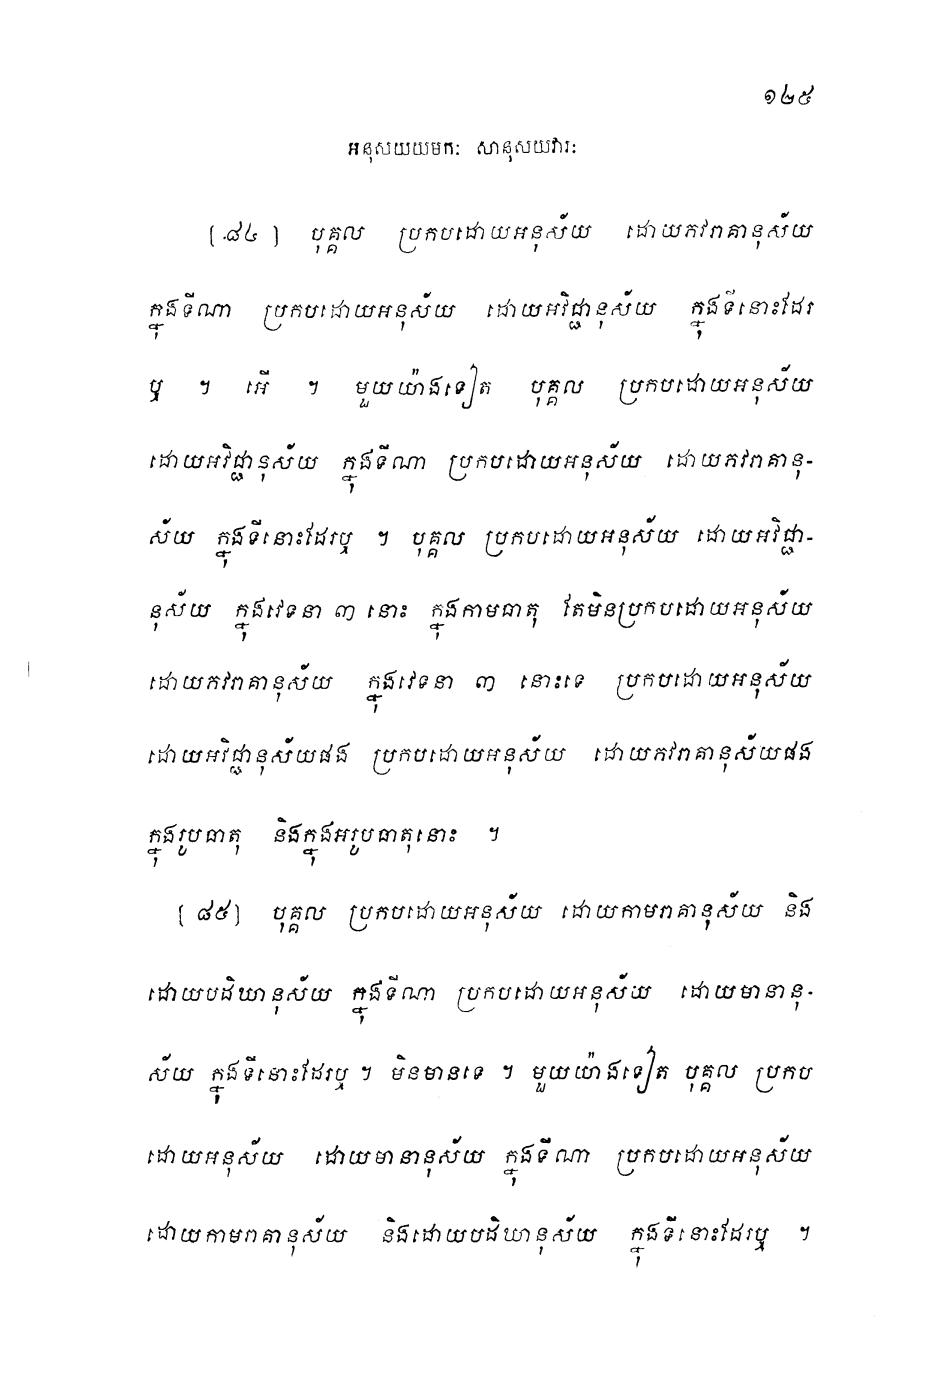 ១២៥
អនុសយយមកៈ សានុសយវារៈ
(៨៤) បុគ្គល ប្រកបដោយអនុស័យ ដោយភវរាគានុស័យ
ក្នុងទីណា ប្រកបដោយអនុស័យ ដោយអវិជ្ជានុស័យ ក្នុងទីនោះដែរ
ឬ ។ អើ ។ មួយយ៉ាងទៀត បុគ្គល ប្រកបដោយអនុស័យ
ដោយអវិជ្ជានុស័យ ក្នុងទីណា ប្រកបដោយអនុស័យ ដោយភវរាគានុ-
ស័យ ក្នុងទីនោះដែរឬ ។ បុគ្គល ប្រកបដោយអនុស័យ ដោយអវិជ្ជា-
នុស័យ ក្នុងវេទនា ៣ នោះ ក្នុងកាមធាតុ តែមិនប្រកបដោយអនុស័យ
ដោយភវរាគានុស័យ ក្នុងវេទនា ៣ នោះទេ ប្រកបដោយអនុស័យ
ដោយអវិជ្ជានុស័យផង ប្រកបដោយអនុស័យ ដោយភវរាគានុស័យផង
ក្នុងរូបធាតុ និងក្នុងអរូបធាតុនោះ ។
(៨៥) បុគ្គល ប្រកបដោយអនុស័យ ដោយកាមរាគានុស័យ និង
ដោយបដិឃានុស័យ ក្នុងទីណា ប្រកបដោយអនុស័យ ដោយមានានុ-
ស័យ ក្នុងទីនោះដែរឬ ។ មិនមានទេ ។ មួយយ៉ាងទៀត បុគ្គល ប្រកប
ដោយអនុស័យ ដោយមានានុស័យ ក្នុងទីណា ប្រកបដោយអនុស័យ
ដោយកាមរាគានុស័យ និងដោយបដិឃានុស័យ ក្នុងទីនោះដែរឬ ។